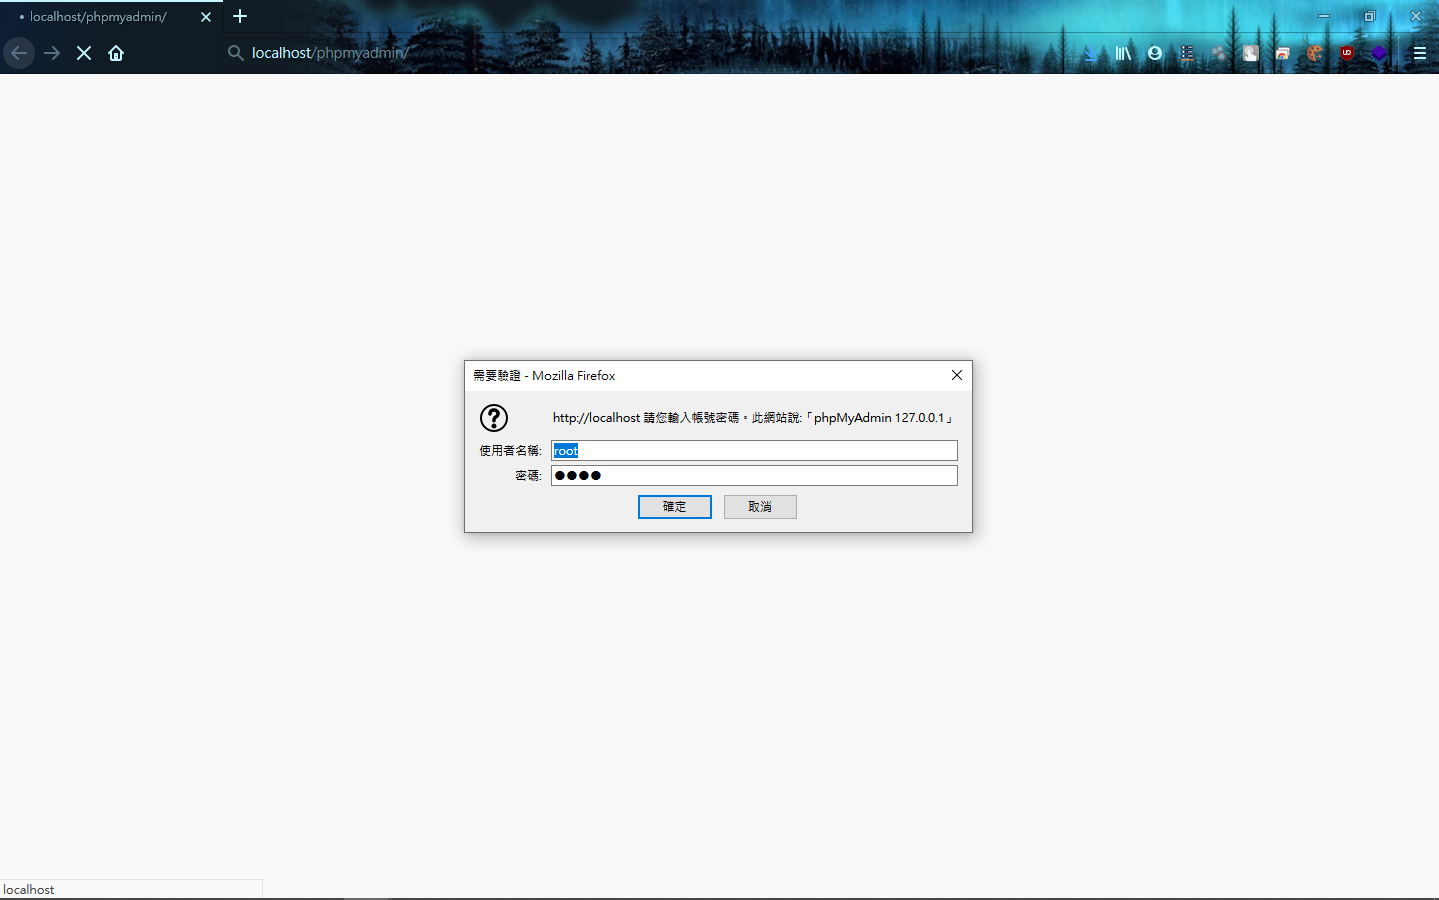 localhost/phpmyadmin/
localhost/phpmyadmin/
需要驗證 - Mozilla Firefox
http://localhost 請您輸入帳號密碼。此網站說:「phpMyAdmin 127.0.0.1」
使用者名稱: root
密碼: ●●●●
確定 取消
localhost